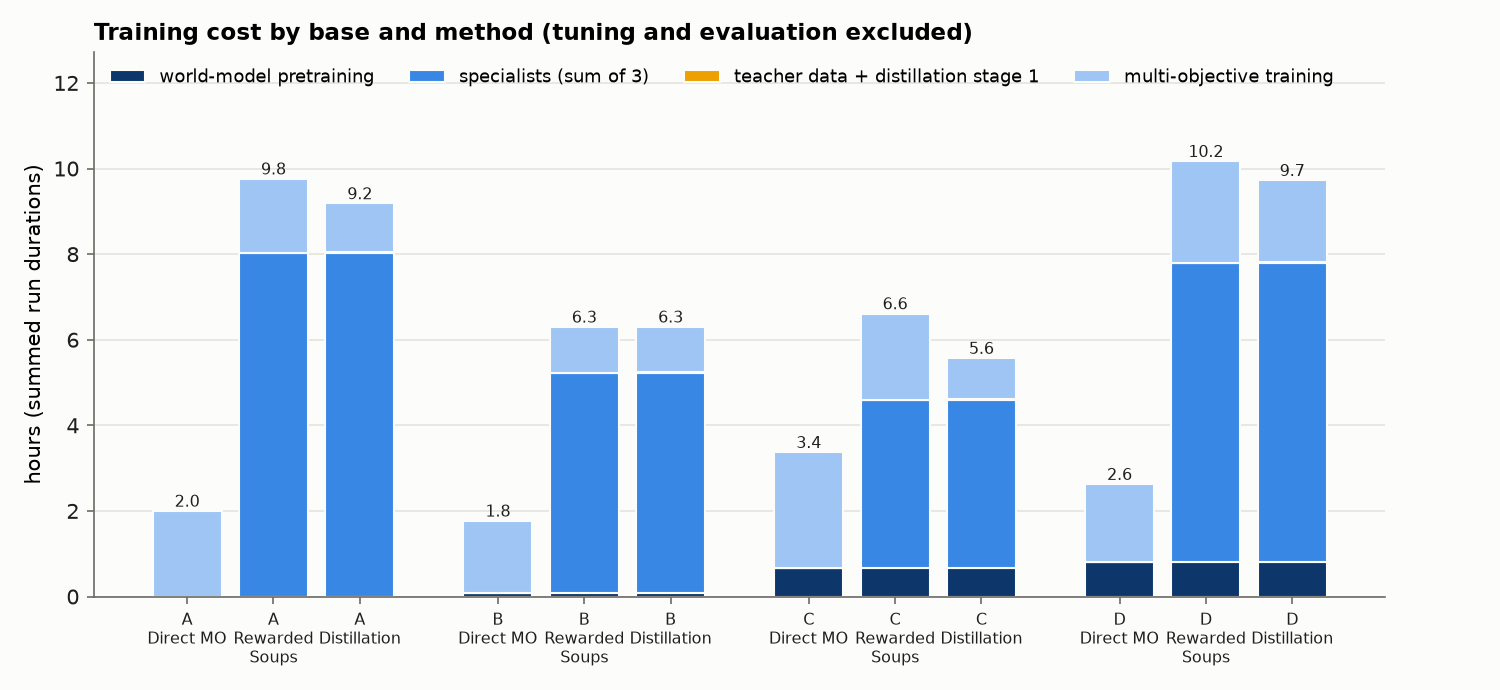 Training cost by base and method (tuning and evaluation excluded)
world-model pretraining
specialists (sum of 3)
teacher data + distillation stage 1
multi-objective training
hours (summed run durations)
12
10
8
6
4
2
0
2.0
9.8
9.2
1.8
6.3
6.3
3.4
6.6
5.6
2.6
10.2
9.7
A
Direct MO
A
Rewarded
Soups
A
Distillation
B
Direct MO
B
Rewarded
Soups
B
Distillation
C
Direct MO
C
Rewarded
Soups
C
Distillation
D
Direct MO
D
Rewarded
Soups
D
Distillation